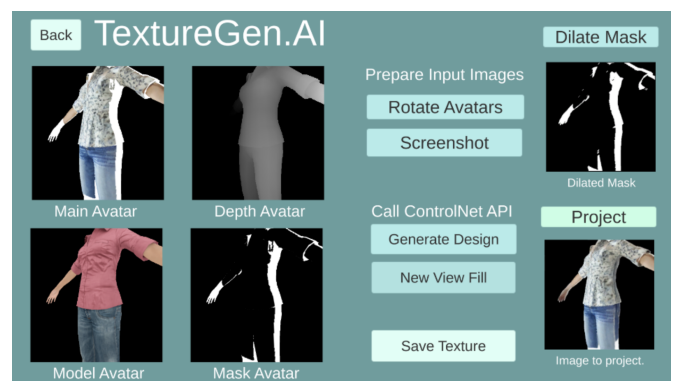 Back
TextureGen.AI
Dilate Mask
Prepare Input Images
Rotate Avatars
Screenshot
Dilated Mask
Main Avatar
Depth Avatar
Call ControlNet API
Project
Generate Design
New View Fill
Save Texture
Image to project.
Model Avatar
Mask Avatar